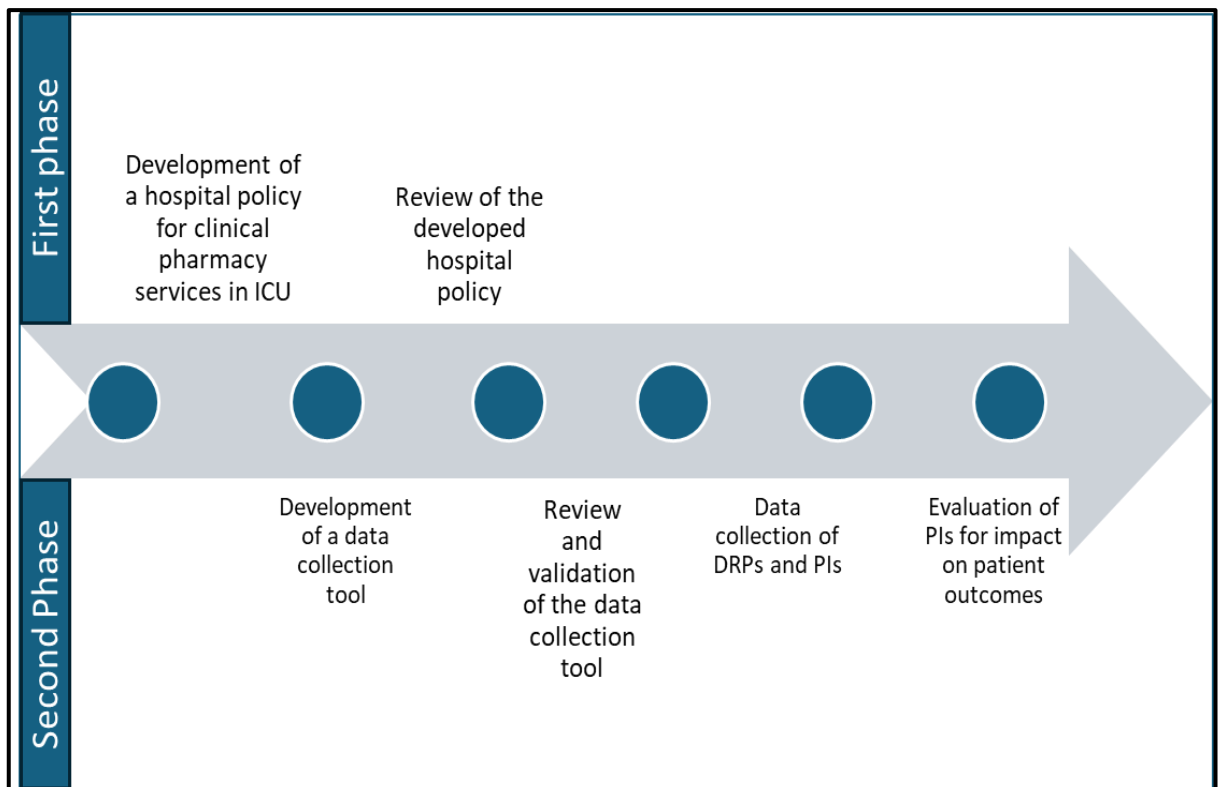 First phase
Development of
a hospital policy
for clinical
pharmacy
services in ICU
Review of the
developed
hospital
policy
Second Phase
Development
of a data
collection
tool
Review
and
validation
of the data
collection
tool
Data
collection of
DRPs and PIs
Evaluation of
PIs for impact
on patient
outcomes